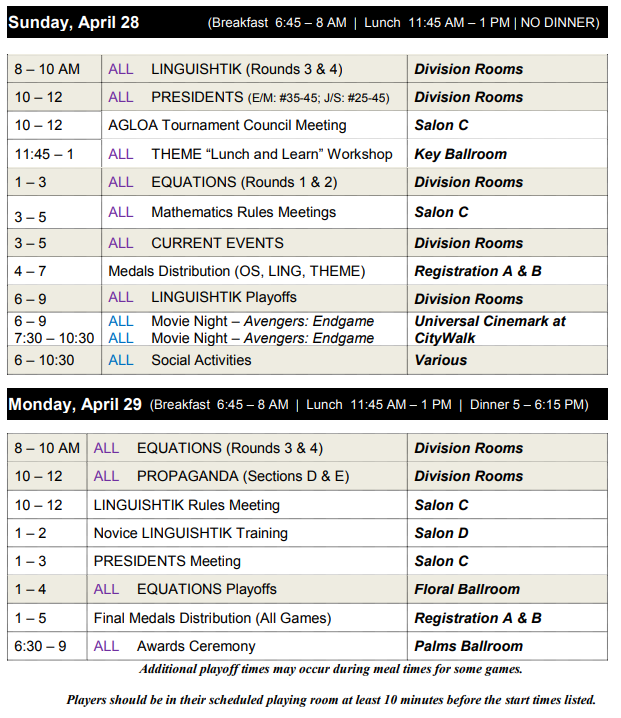 Sunday, April 28 (Breakfast 6:45 – 8 AM | Lunch 11:45 AM – 1 PM | NO DINNER)
8 – 10 AM ALL LINGUISHTIK (Rounds 3 & 4) Division Rooms
10 – 12 ALL PRESIDENTS (E/M: #35-45; J/S: #25-45) Division Rooms
10 – 12 AGLOA Tournament Council Meeting Salon C
11:45 – 1 ALL THEME “Lunch and Learn” Workshop Key Ballroom
1 – 3 ALL EQUATIONS (Rounds 1 & 2) Division Rooms
3 – 5 ALL Mathematics Rules Meetings Salon C
3 – 5 ALL CURRENT EVENTS Division Rooms
4 – 7 Medals Distribution (OS, LING, THEME) Registration A & B
6 – 9 ALL LINGUISHTIK Playoffs Division Rooms
6 – 9 ALL Movie Night – Avengers: Endgame Universal Cinemark at
7:30 – 10:30 ALL Movie Night – Avengers: Endgame CityWalk
6 – 10:30 ALL Social Activities Various
Monday, April 29 (Breakfast 6:45 – 8 AM | Lunch 11:45 AM – 1 PM | Dinner 5 – 6:15 PM)
8 – 10 AM ALL EQUATIONS (Rounds 3 & 4) Division Rooms
10 – 12 ALL PROPAGANDA (Sections D & E) Division Rooms
10 – 12 LINGUISHTIK Rules Meeting Salon C
1 – 2 Novice LINGUISHTIK Training Salon D
1 – 3 PRESIDENTS Meeting Salon C
1 – 4 ALL EQUATIONS Playoffs Floral Ballroom
1 – 5 Final Medals Distribution (All Games) Registration A & B
6:30 – 9 ALL Awards Ceremony Palms Ballroom
Additional playoff times may occur during meal times for some games.
Players should be in their scheduled playing room at least 10 minutes before the start times listed.